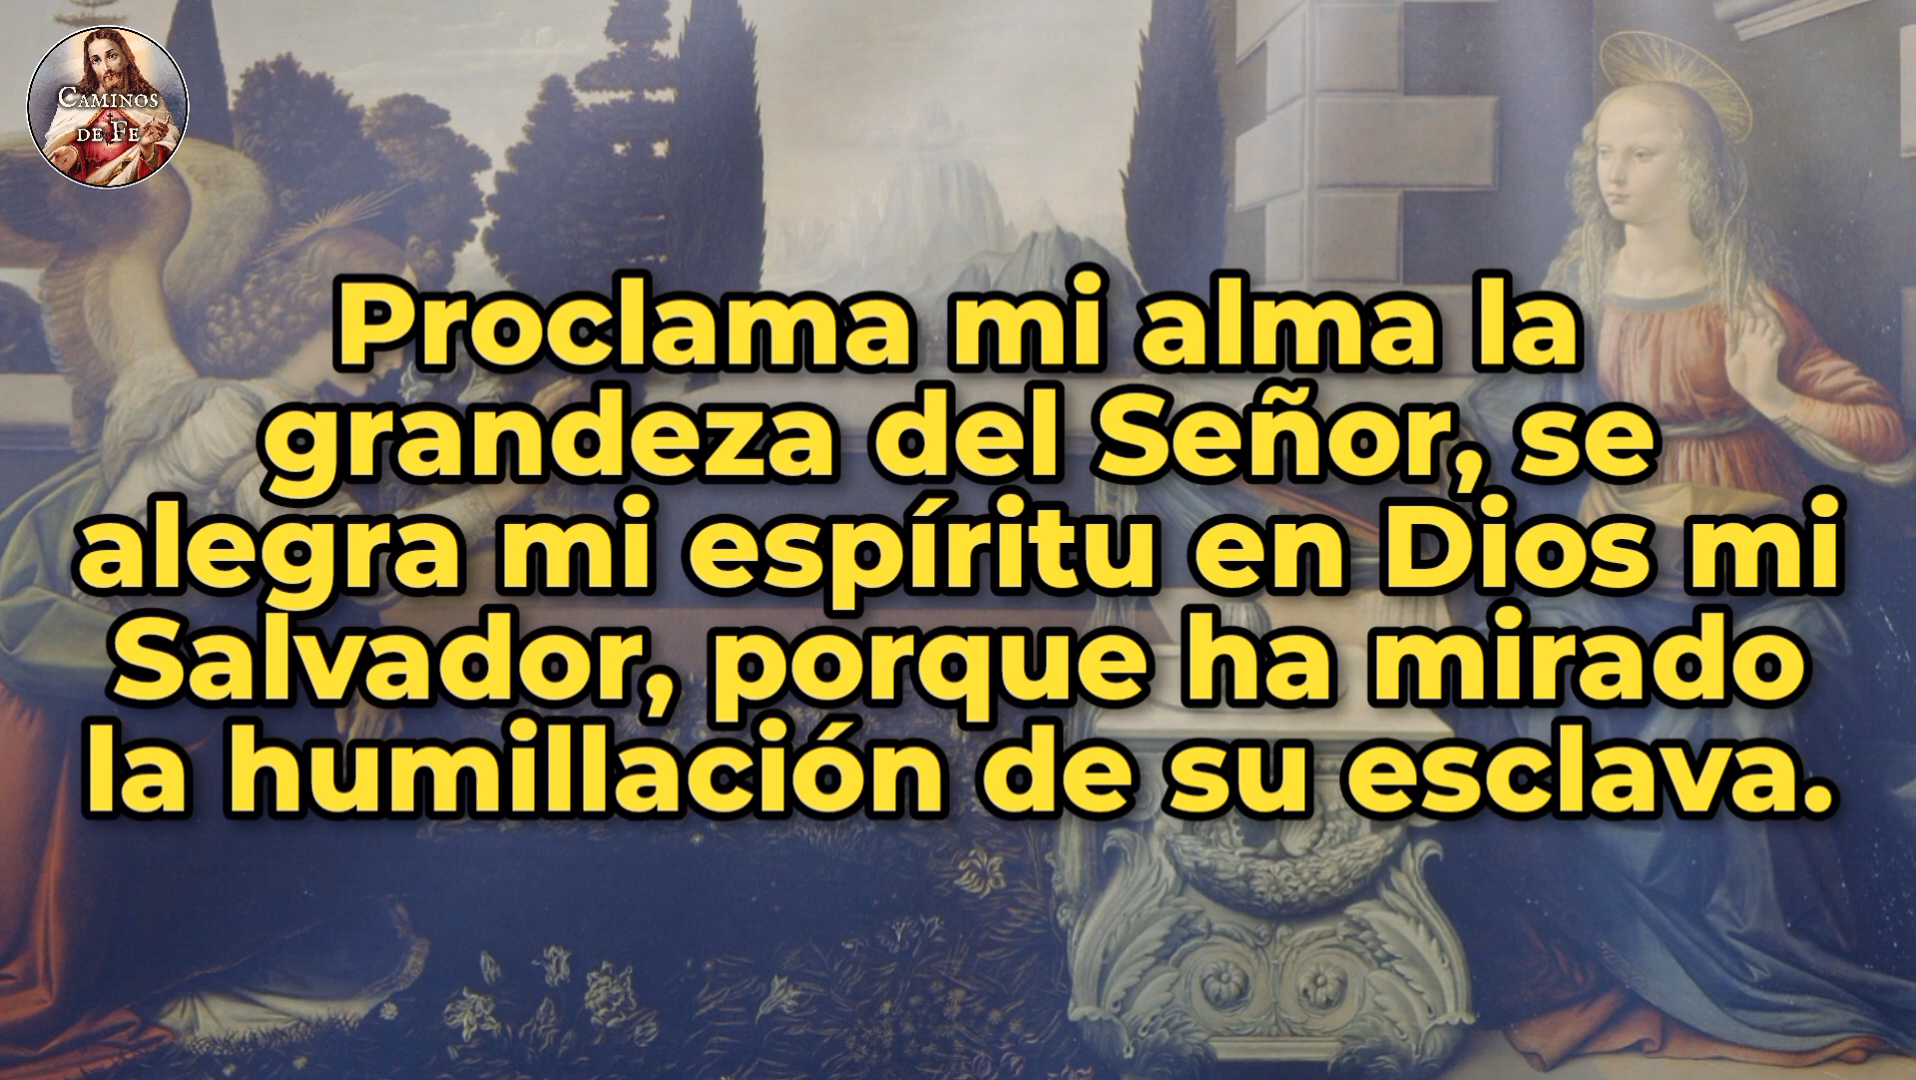 CAMINOS
DE FE
Proclama mi alma la
grandeza del Señor, se
alegra mi espíritu en Dios mi
Salvador, porque ha mirado
la humillación de su esclava.